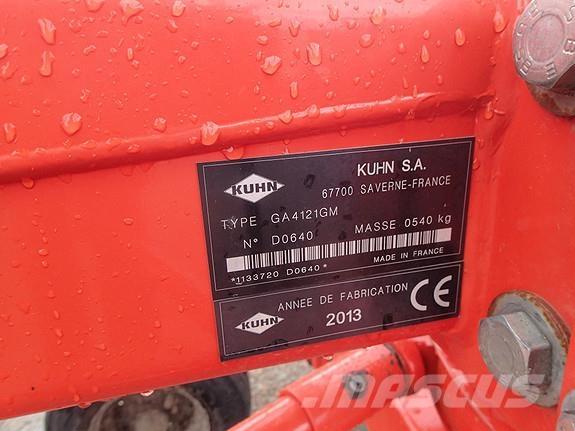 KUHN S.A.
KUHN
67700 SAVERNE-FRANCE
TYPE GA4121GM
N° D0640 MASSE 0540 kg
*1133720 D0640*
MADE IN FRANCE
KUHN
ANNEE DE FABRICATION
2013
CE
mascus